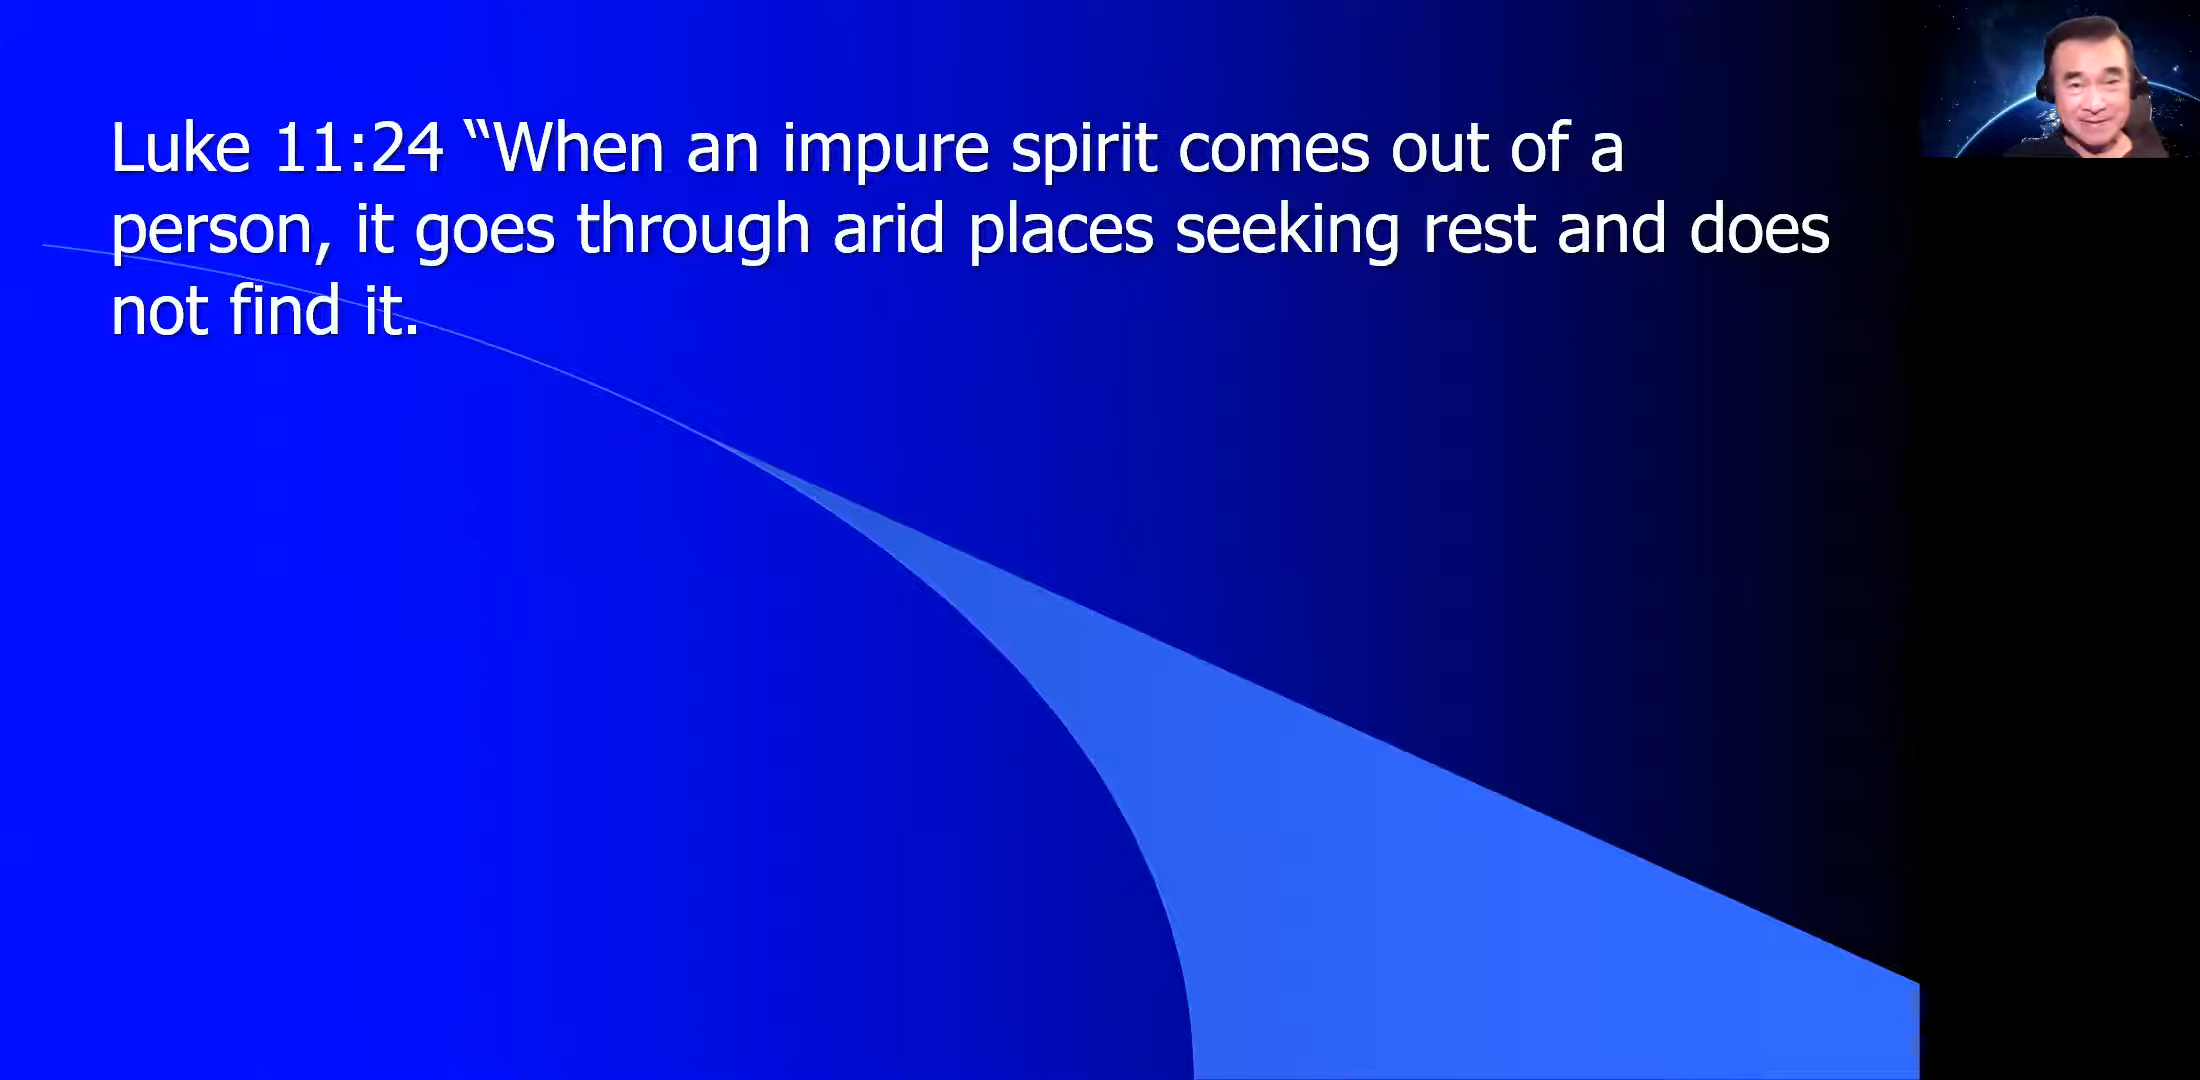 Luke 11:24 “When an impure spirit comes out of a
person, it goes through arid places seeking rest and does
not find it.